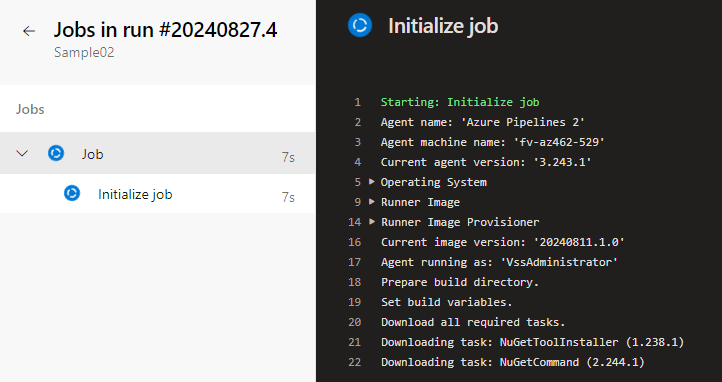 Jobs in run #20240827.4
Sample02
Jobs
Job 7s
Initialize job 7s
Initialize job
1 Starting: Initialize job
2 Agent name: 'Azure Pipelines 2'
3 Agent machine name: 'fv-az462-529'
4 Current agent version: '3.243.1'
5 Operating System
9 Runner Image
14 Runner Image Provisioner
16 Current image version: '20240811.1.0'
17 Agent running as: 'VssAdministrator'
18 Prepare build directory.
19 Set build variables.
20 Download all required tasks.
21 Downloading task: NuGetToolInstaller (1.238.1)
22 Downloading task: NuGetCommand (2.244.1)